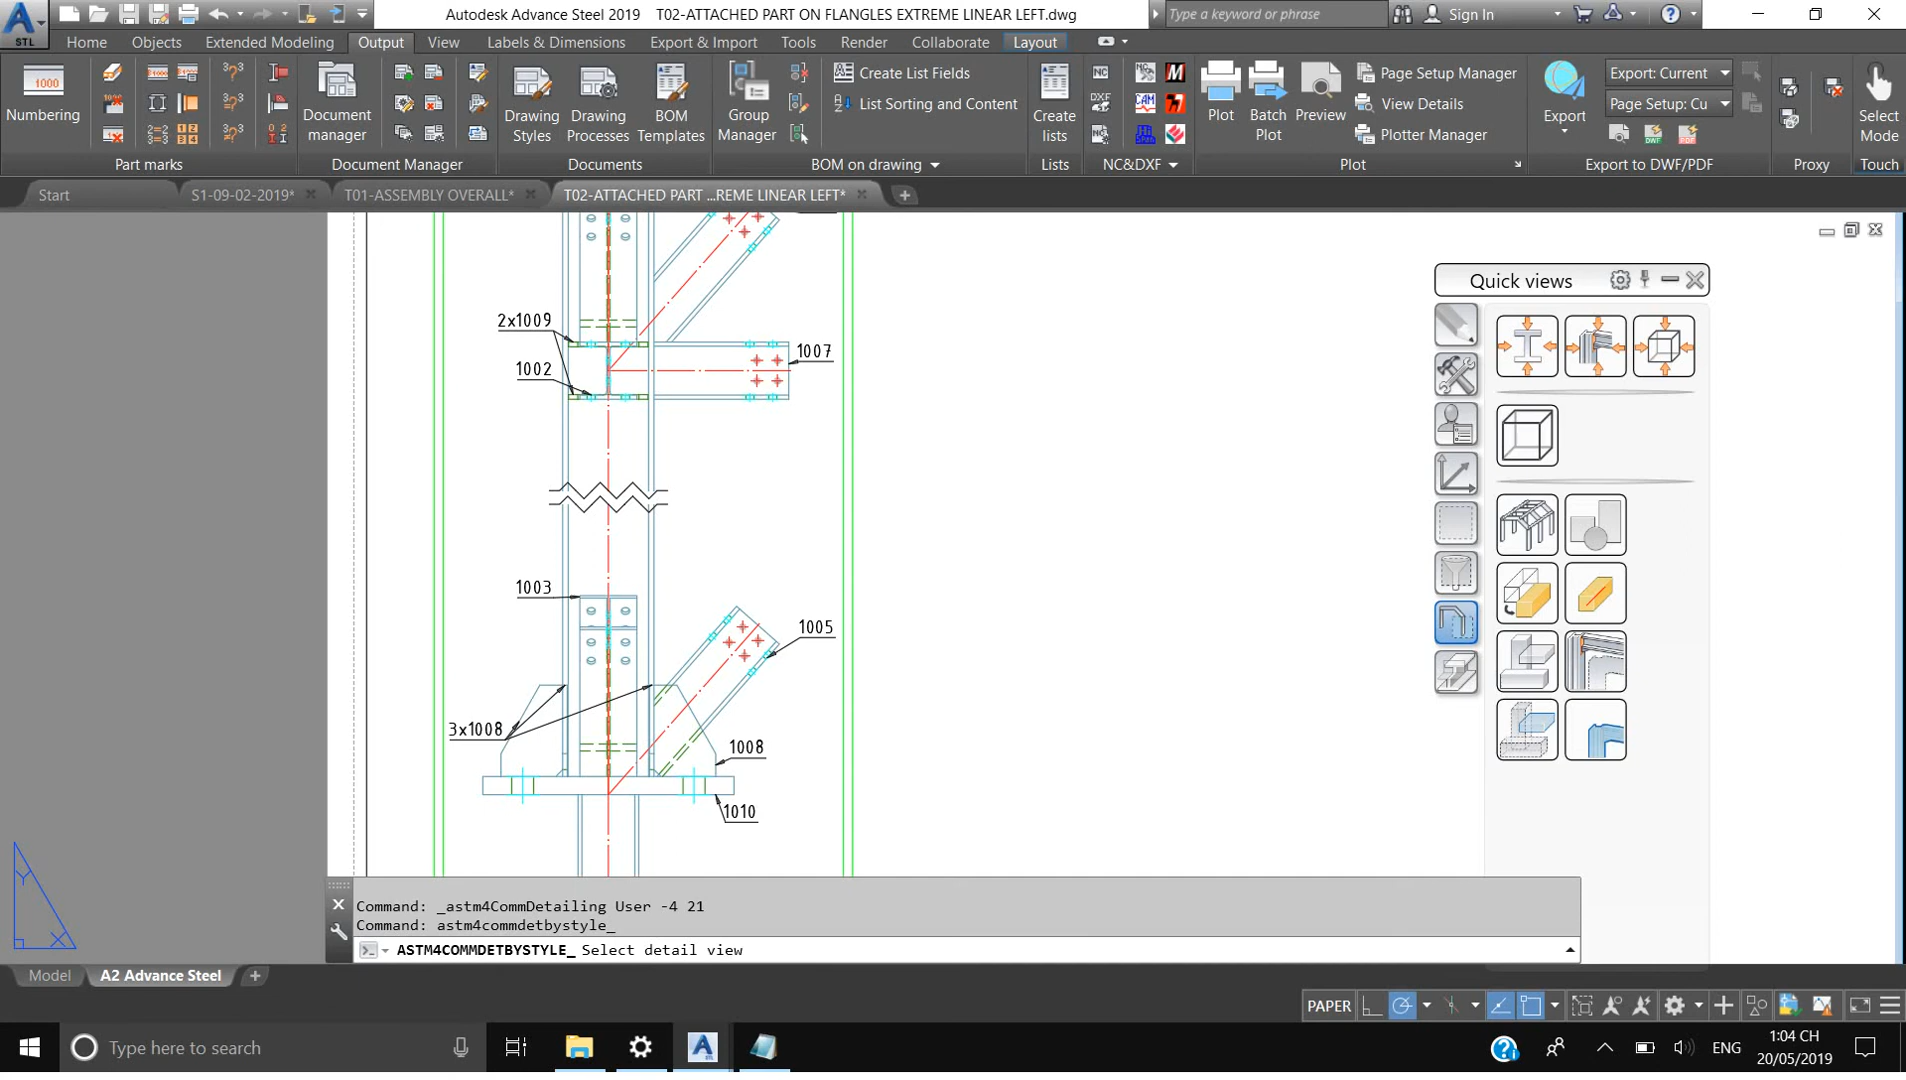 A
STL
Autodesk Advance Steel 2019   T02-ATTACHED PART ON FLANGLES EXTREME LINEAR LEFT.dwg
Type a keyword or phrase
Sign In
Home
Objects
Extended Modeling
Output
View
Labels & Dimensions
Export & Import
Tools
Render
Collaborate
Layout
Numbering
Part marks
Document manager
Document Manager
Drawing Styles
Drawing Processes
BOM Templates
Documents
Group Manager
Create List Fields
List Sorting and Content
BOM on drawing
Create lists
Lists
NC
DXF
CAM
NC&DXF
Plot
Batch Plot
Preview
Page Setup Manager
View Details
Plotter Manager
Plot
Export
Export: Current
Page Setup: Cu
Export to DWF/PDF
Proxy
Select Mode
Touch
Start
S1-09-02-2019*
T01-ASSEMBLY OVERALL*
T02-ATTACHED PART ...REME LINEAR LEFT*
Quick views
2x1009
1007
1002
1003
1005
3x1008
1008
1010
Y
X
Command: _astm4CommDetailing User -4 21
Command: astm4commdetbystyle_
ASTM4COMMDETBYSTYLE_ Select detail view
Model
A2 Advance Steel
PAPER
Type here to search
ENG
1:04 CH
20/05/2019